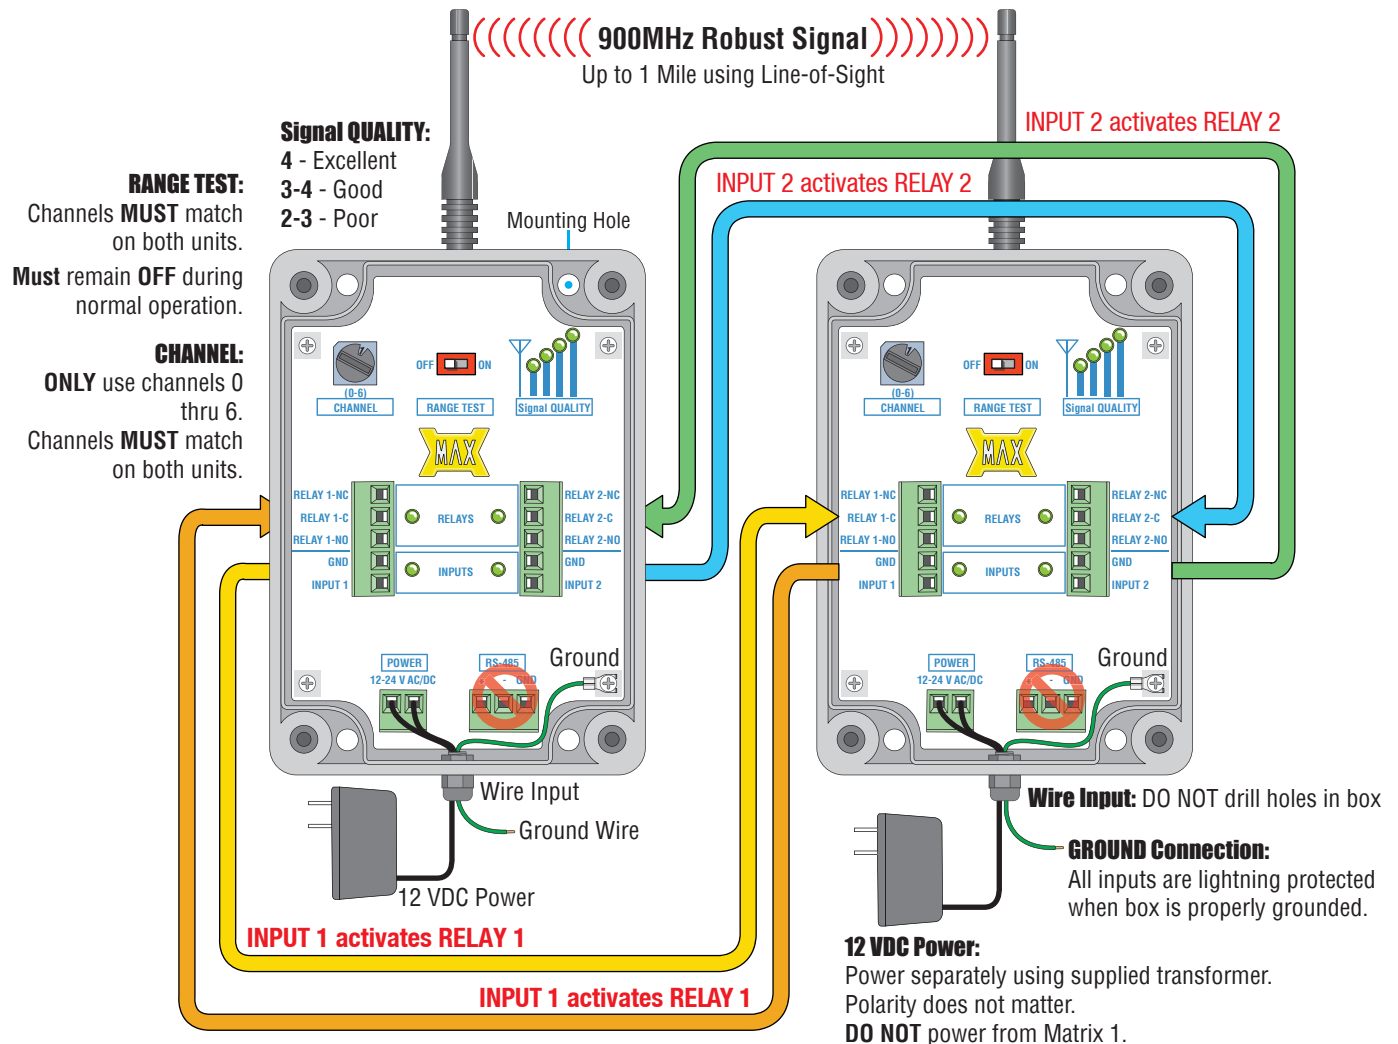 900MHz Robust Signal
Up to 1 Mile using Line-of-Sight
INPUT 2 activates RELAY 2
INPUT 2 activates RELAY 2
Signal QUALITY:
4 - Excellent
3-4 - Good
2-3 - Poor
Mounting Hole
RANGE TEST:
Channels MUST match
on both units.
Must remain OFF during
normal operation.
CHANNEL:
ONLY use channels 0
thru 6.
Channels MUST match
on both units.
OFF ON
(0-6)
CHANNEL
RANGE TEST
Signal QUALITY
MAX
RELAY 1-NC
RELAY 1-C
RELAY 1-NO
GND
INPUT 1
RELAYS
INPUTS
RELAY 2-NC
RELAY 2-C
RELAY 2-NO
GND
INPUT 2
POWER
12-24 V AC/DC
RS-485
+ - GND
Ground
Wire Input
Ground Wire
12 VDC Power
OFF ON
(0-6)
CHANNEL
RANGE TEST
Signal QUALITY
MAX
RELAY 1-NC
RELAY 1-C
RELAY 1-NO
GND
INPUT 1
RELAYS
INPUTS
RELAY 2-NC
RELAY 2-C
RELAY 2-NO
GND
INPUT 2
POWER
12-24 V AC/DC
RS-485
+ - GND
Ground
Wire Input: DO NOT drill holes in box
GROUND Connection:
All inputs are lightning protected
when box is properly grounded.
INPUT 1 activates RELAY 1
INPUT 1 activates RELAY 1
12 VDC Power:
Power separately using supplied transformer.
Polarity does not matter.
DO NOT power from Matrix 1.